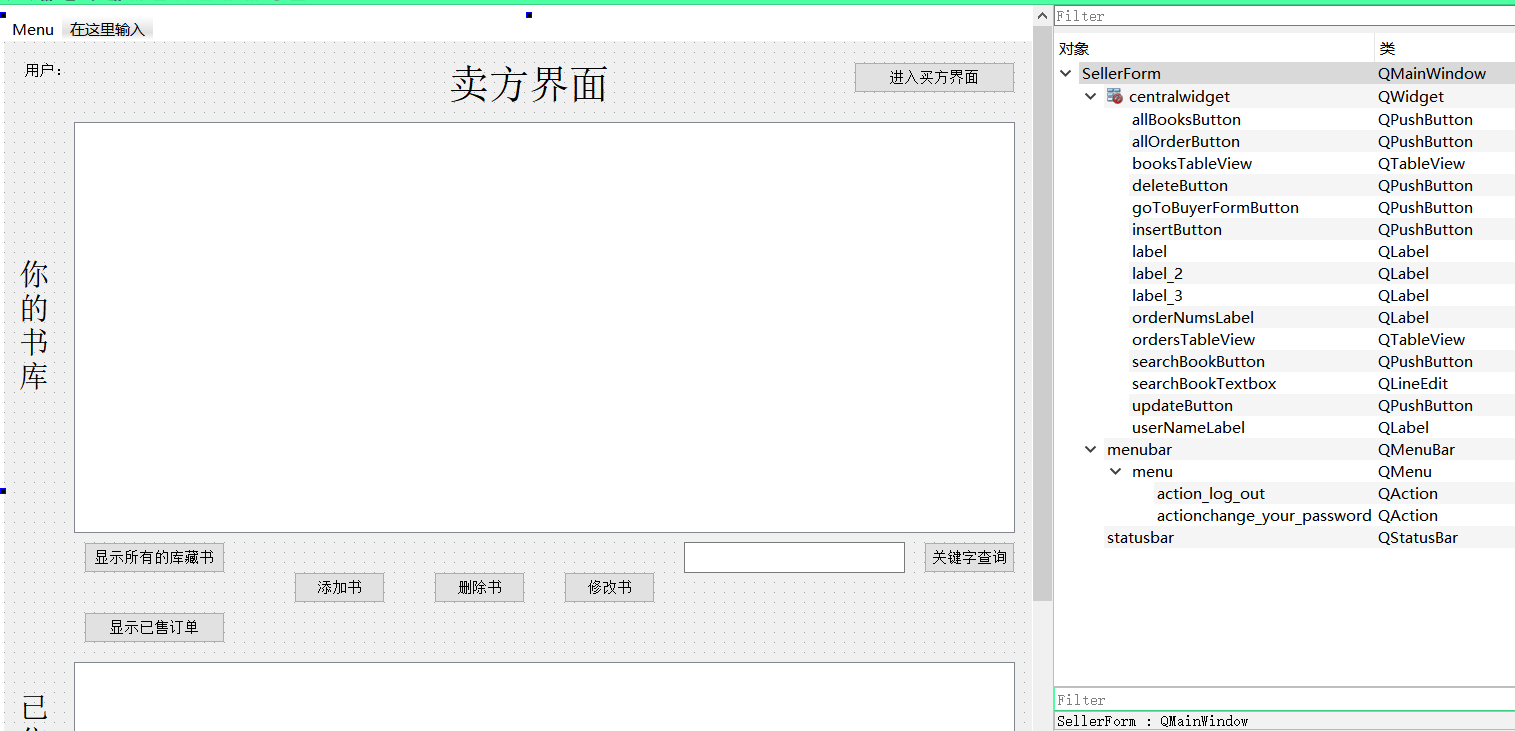 Menu 在这里输入
用户：
卖方界面
进入买方界面
你
的
书
库
显示所有的库藏书
关键字查询
添加书 删除书 修改书
显示已售订单
已
Filter
对象 类
SellerForm QMainWindow
centralwidget QWidget
allBooksButton QPushButton
allOrderButton QPushButton
booksTableView QTableView
deleteButton QPushButton
goToBuyerFormButton QPushButton
insertButton QPushButton
label QLabel
label_2 QLabel
label_3 QLabel
orderNumsLabel QLabel
ordersTableView QTableView
searchBookButton QPushButton
searchBookTextbox QLineEdit
updateButton QPushButton
userNameLabel QLabel
menubar QMenuBar
menu QMenu
action_log_out QAction
actionchange_your_password QAction
statusbar QStatusBar
Filter
SellerForm : QMainWindow